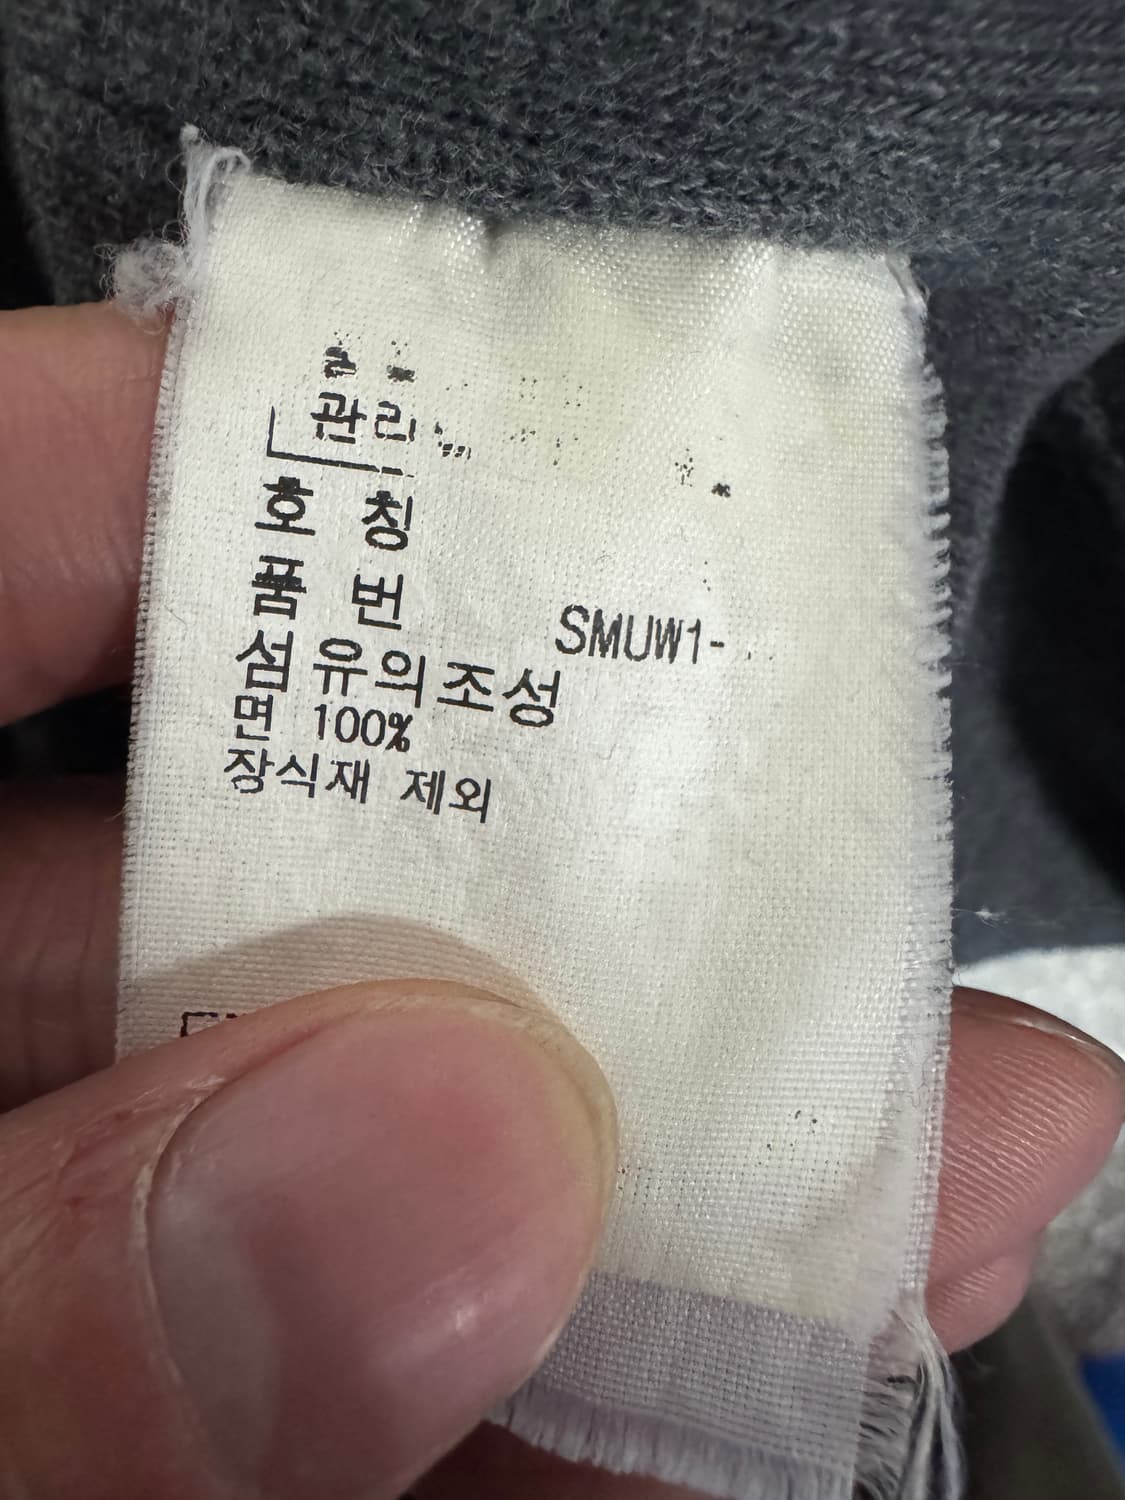 관리
호 칭
품 번 SMUW1-
섬유의조성
면 100%
장식재 제외